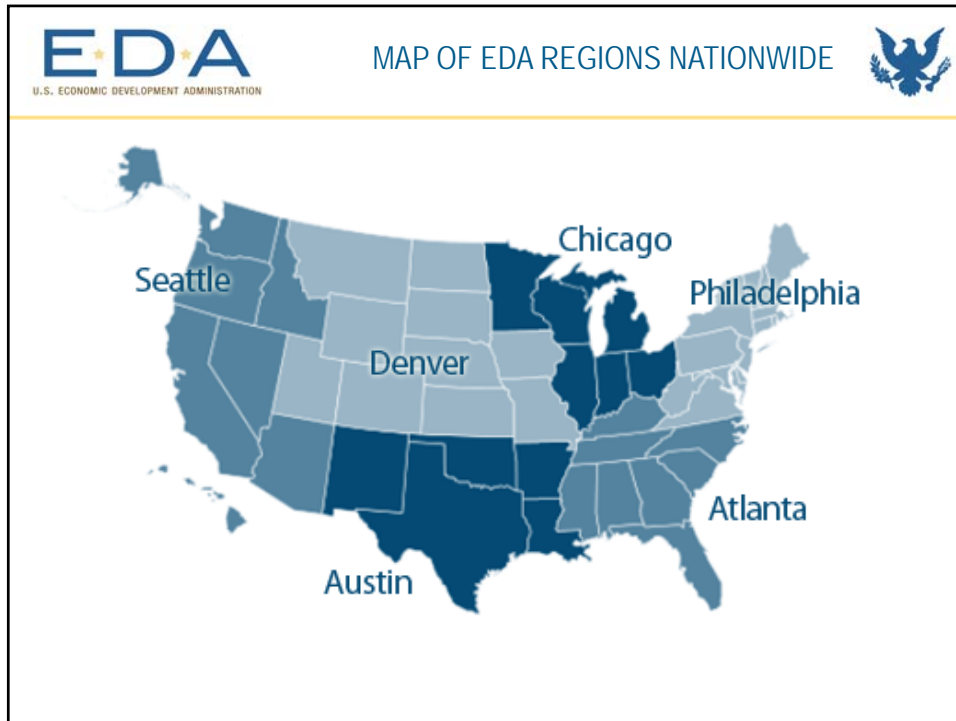 E★D★A
U.S. ECONOMIC DEVELOPMENT ADMINISTRATION
MAP OF EDA REGIONS NATIONWIDE
Chicago
Seattle
Philadelphia
Denver
Atlanta
Austin